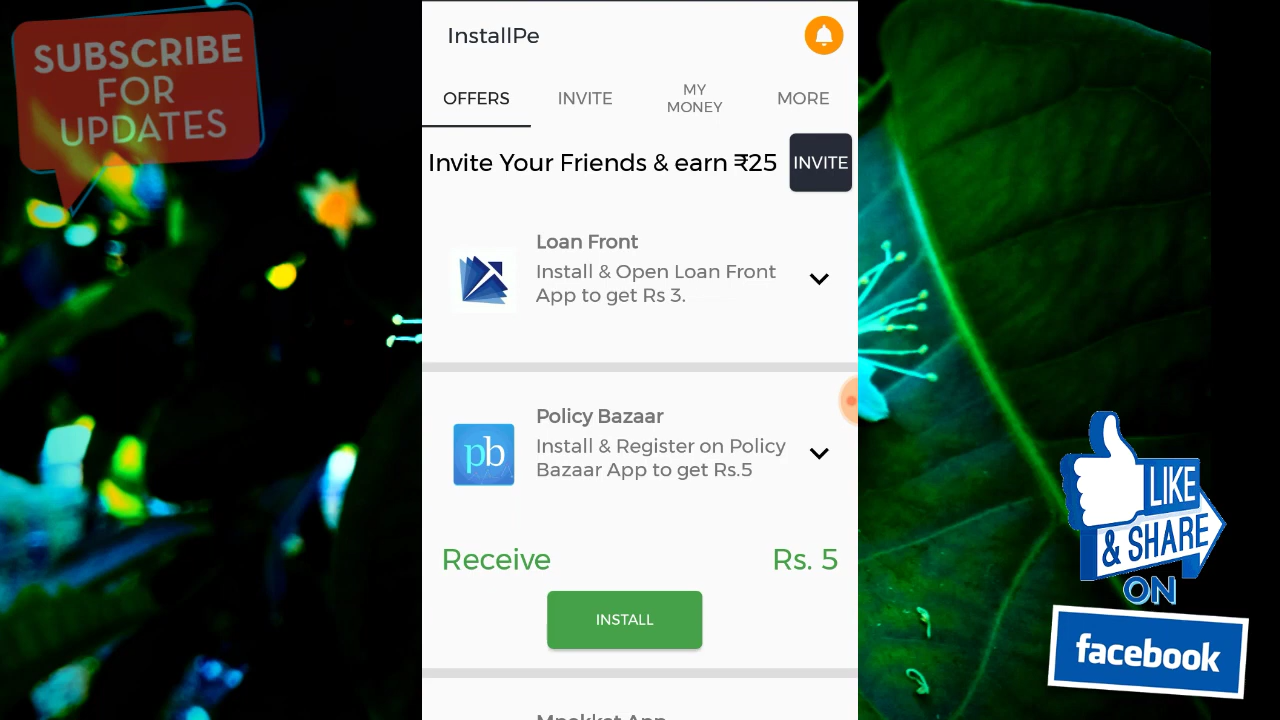 SUBSCRIBE
FOR
UPDATES
InstallPe
OFFERS
INVITE
MY
MONEY
MORE
Invite Your Friends & earn ₹25
INVITE
Loan Front
Install & Open Loan Front
App to get Rs 3.
pb
Policy Bazaar
Install & Register on Policy
Bazaar App to get Rs.5
Receive
Rs. 5
INSTALL
LIKE
& SHARE
ON
facebook